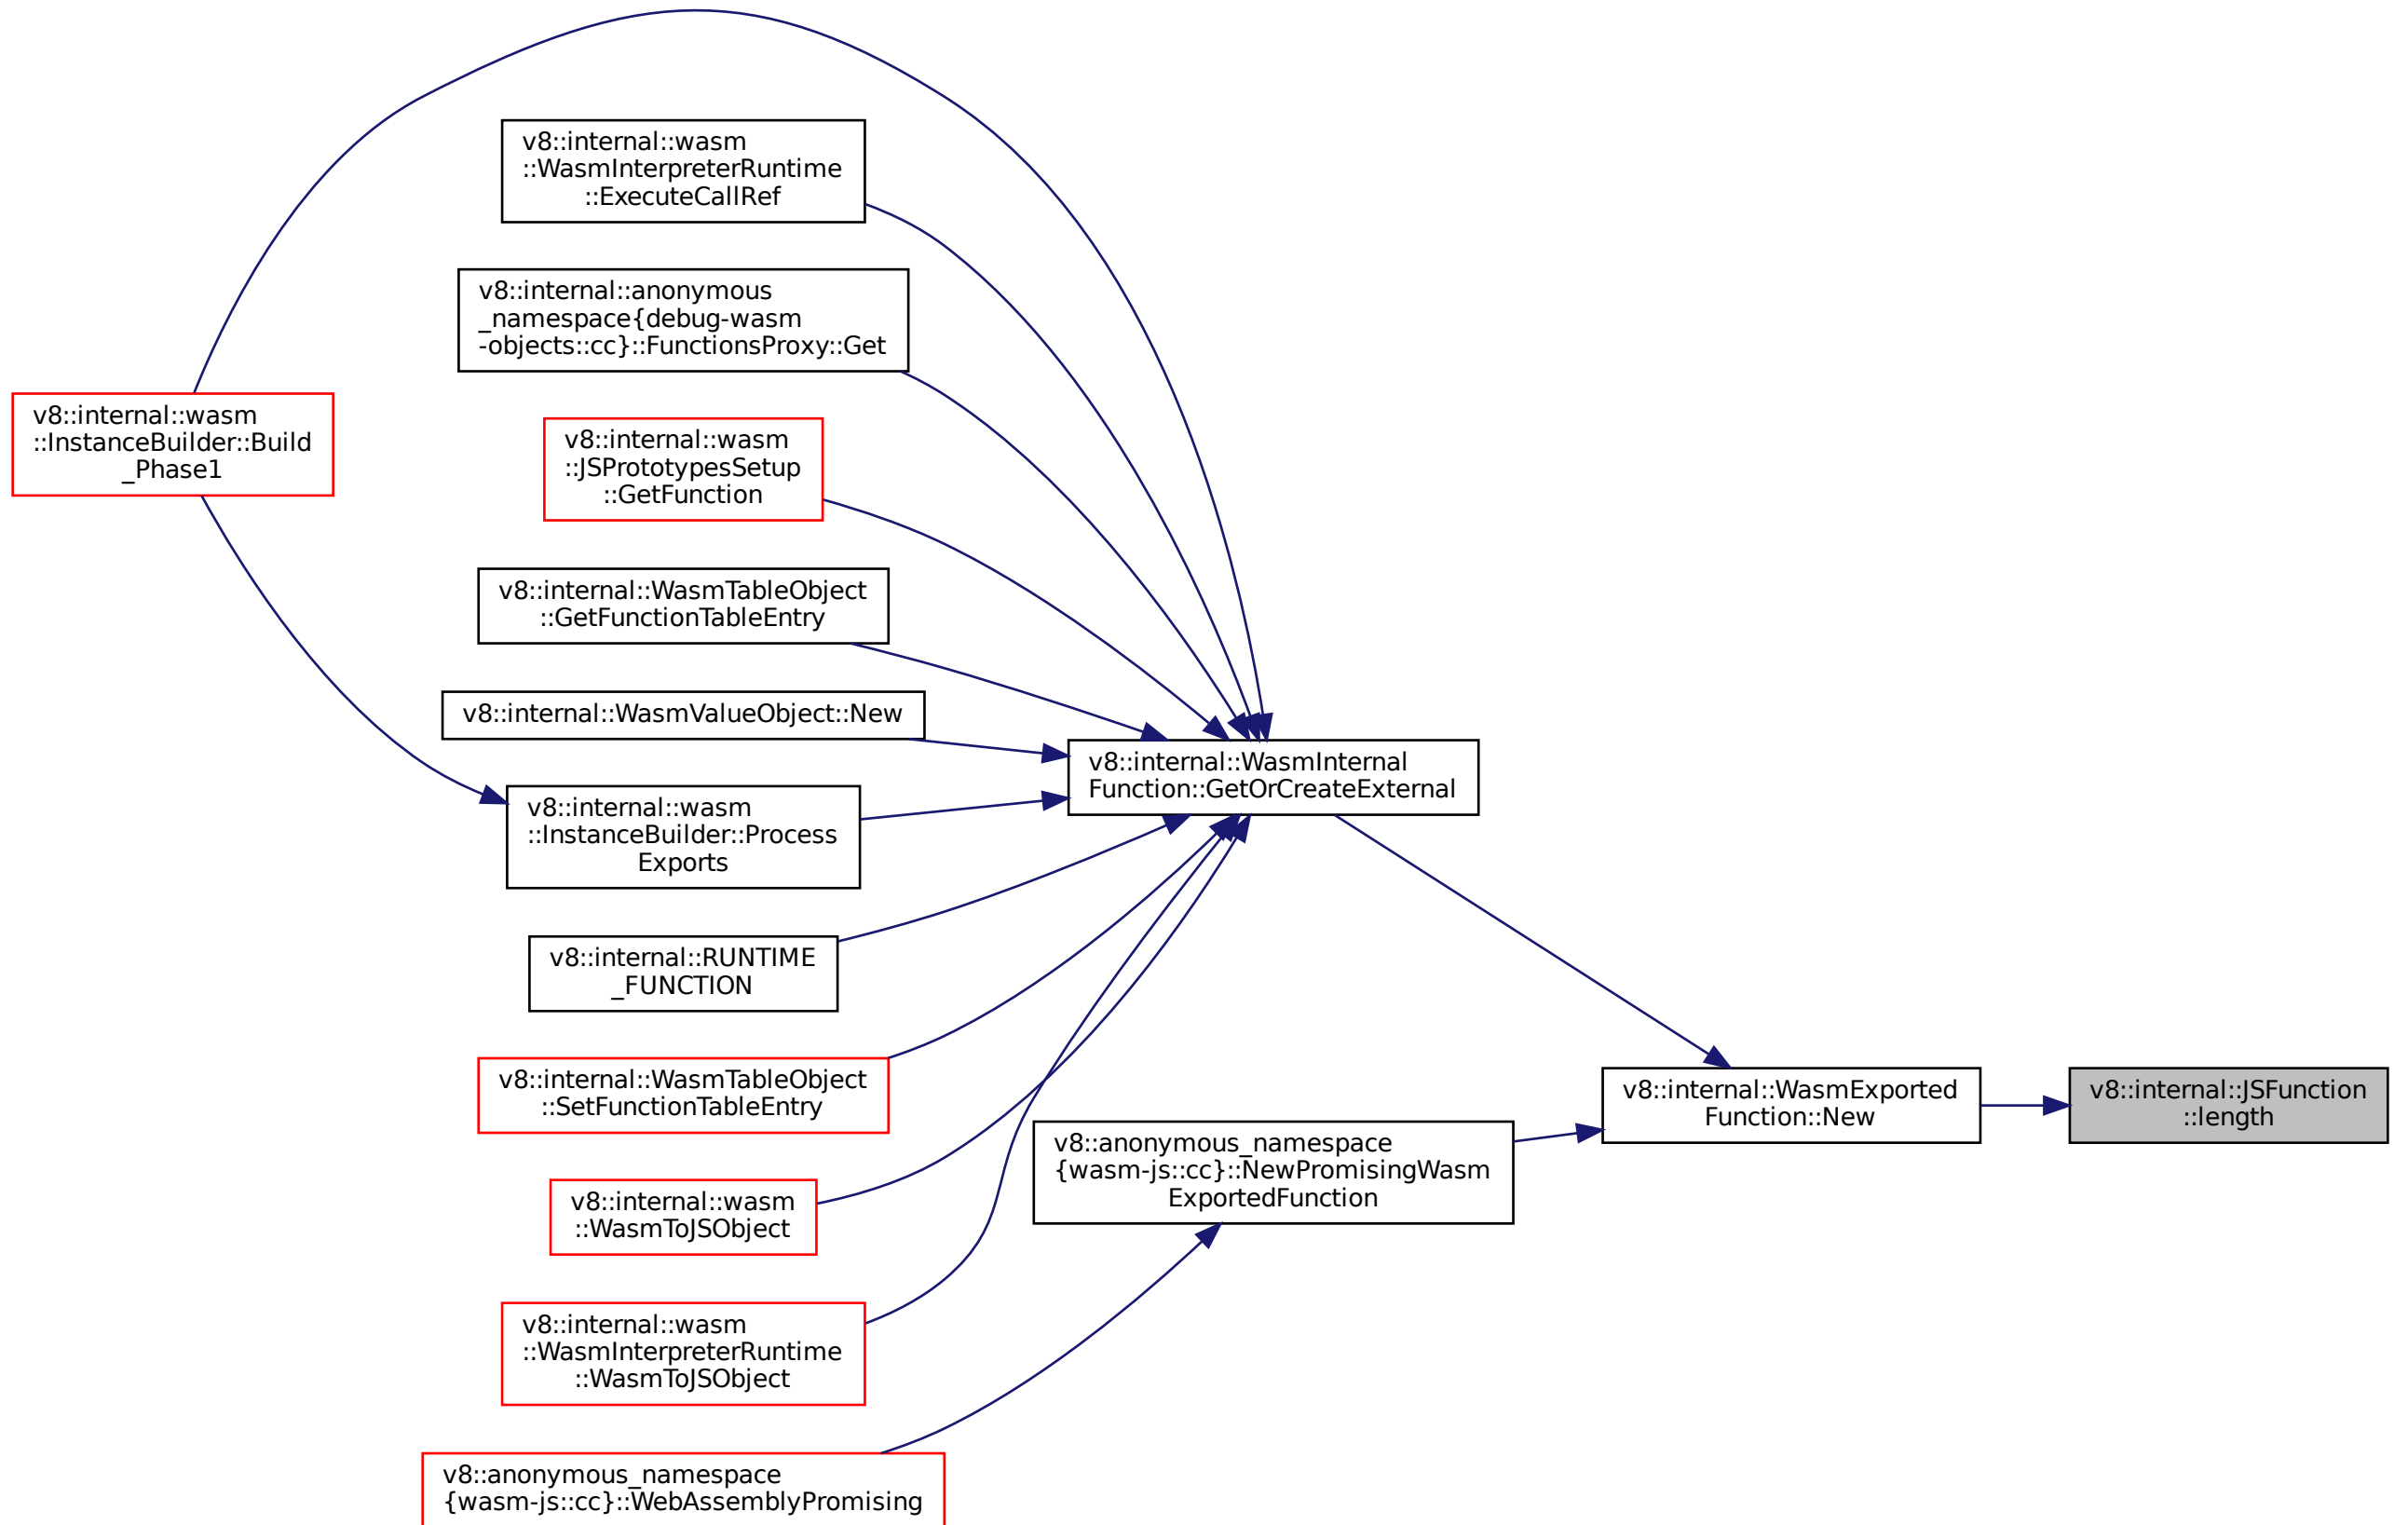 v8::internal::wasm
::WasmInterpreterRuntime
::ExecuteCallRef
v8::internal::anonymous
_namespace{debug-wasm
-objects::cc}::FunctionsProxy::Get
v8::internal::wasm
::InstanceBuilder::Build
_Phase1
v8::internal::wasm
::JSPrototypesSetup
::GetFunction
v8::internal::WasmTableObject
::GetFunctionTableEntry
v8::internal::WasmValueObject::New
v8::internal::WasmInternal
Function::GetOrCreateExternal
v8::internal::wasm
::InstanceBuilder::Process
Exports
v8::internal::RUNTIME
_FUNCTION
v8::internal::WasmTableObject
::SetFunctionTableEntry
v8::internal::WasmExported
Function::New
v8::internal::JSFunction
::length
v8::anonymous_namespace
{wasm-js::cc}::NewPromisingWasm
ExportedFunction
v8::internal::wasm
::WasmToJSObject
v8::internal::wasm
::WasmInterpreterRuntime
::WasmToJSObject
v8::anonymous_namespace
{wasm-js::cc}::WebAssemblyPromising